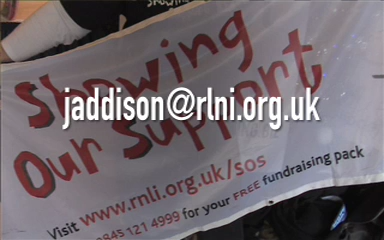 Showing
Our Support
jaddison@rlni.org.uk
Visit www.rnli.org.uk/sos
0845 121 4999 for your FREE fundraising pack